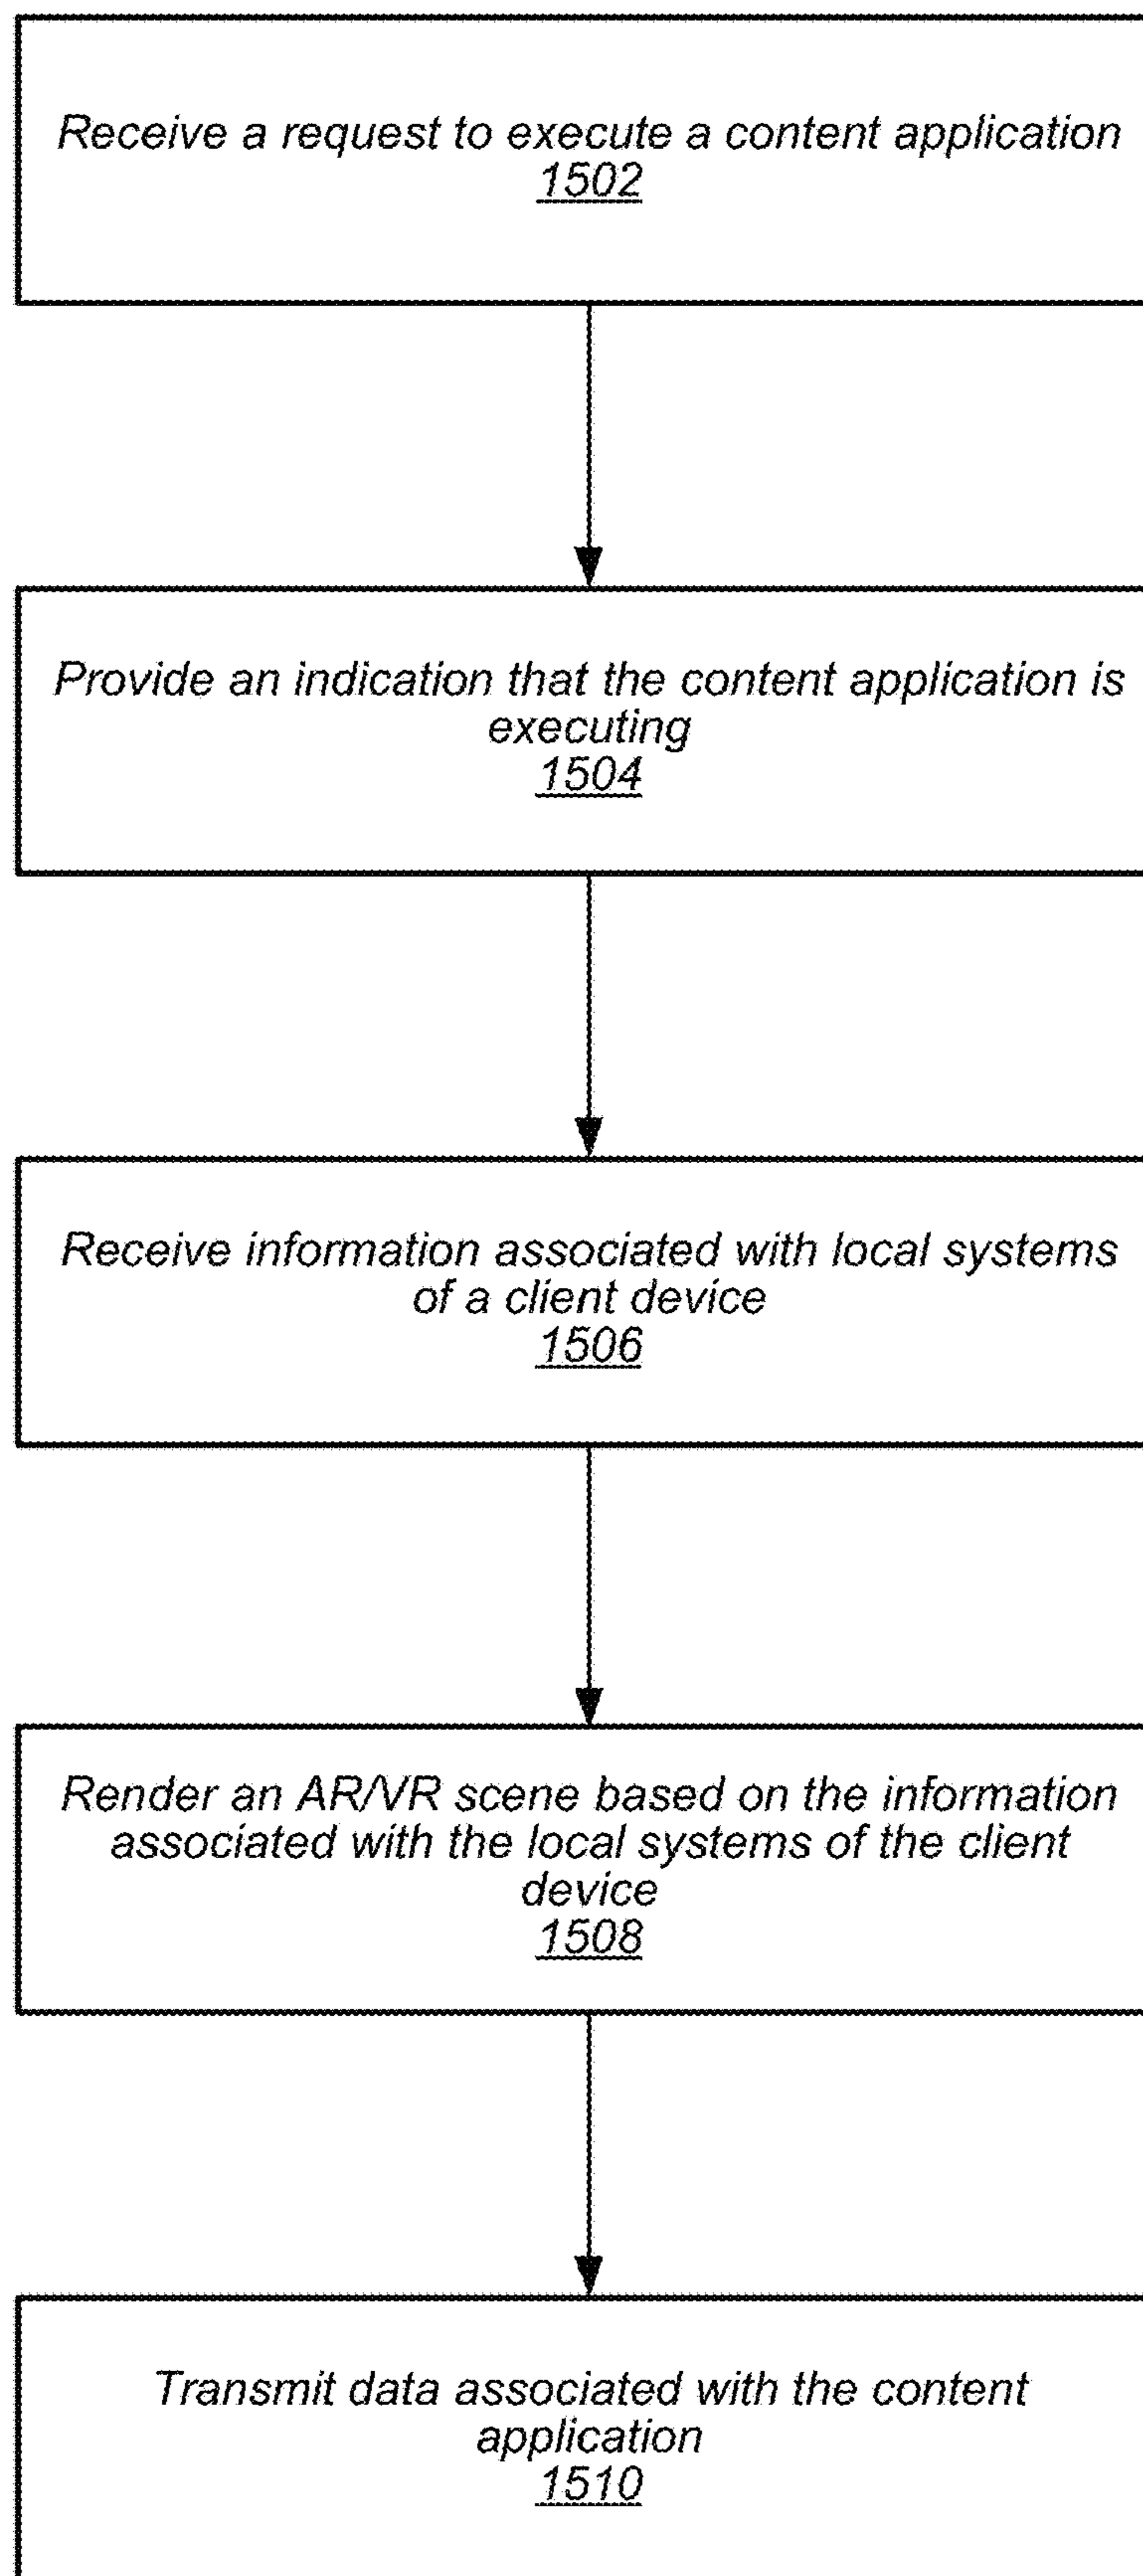 Receive a request to execute a content application
1502
Provide an indication that the content application is
executing
1504
Receive information associated with local systems
of a client device
1506
Render an AR/VR scene based on the information
associated with the local systems of the client
device
1508
Transmit data associated with the content
application
1510